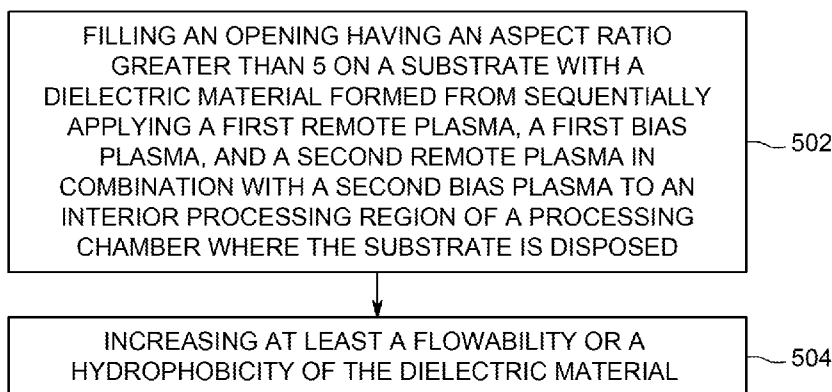 FILLING AN OPENING HAVING AN ASPECT RATIO
GREATER THAN 5 ON A SUBSTRATE WITH A
DIELECTRIC MATERIAL FORMED FROM SEQUENTIALLY
APPLYING A FIRST REMOTE PLASMA, A FIRST BIAS
PLASMA, AND A SECOND REMOTE PLASMA IN
COMBINATION WITH A SECOND BIAS PLASMA TO AN
INTERIOR PROCESSING REGION OF A PROCESSING
CHAMBER WHERE THE SUBSTRATE IS DISPOSED
502
INCREASING AT LEAST A FLOWABILITY OR A
HYDROPHOBICITY OF THE DIELECTRIC MATERIAL
504